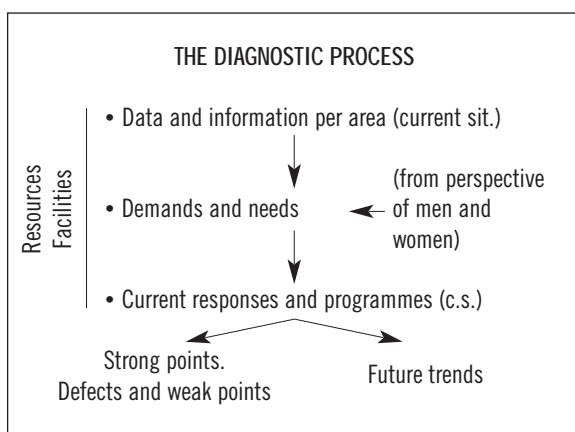 THE DIAGNOSTIC PROCESS
Resources
Facilities
• Data and information per area (current sit.)
• Demands and needs
(from perspective
of men and
women)
• Current responses and programmes (c.s.)
Strong points.
Defects and weak points
Future trends